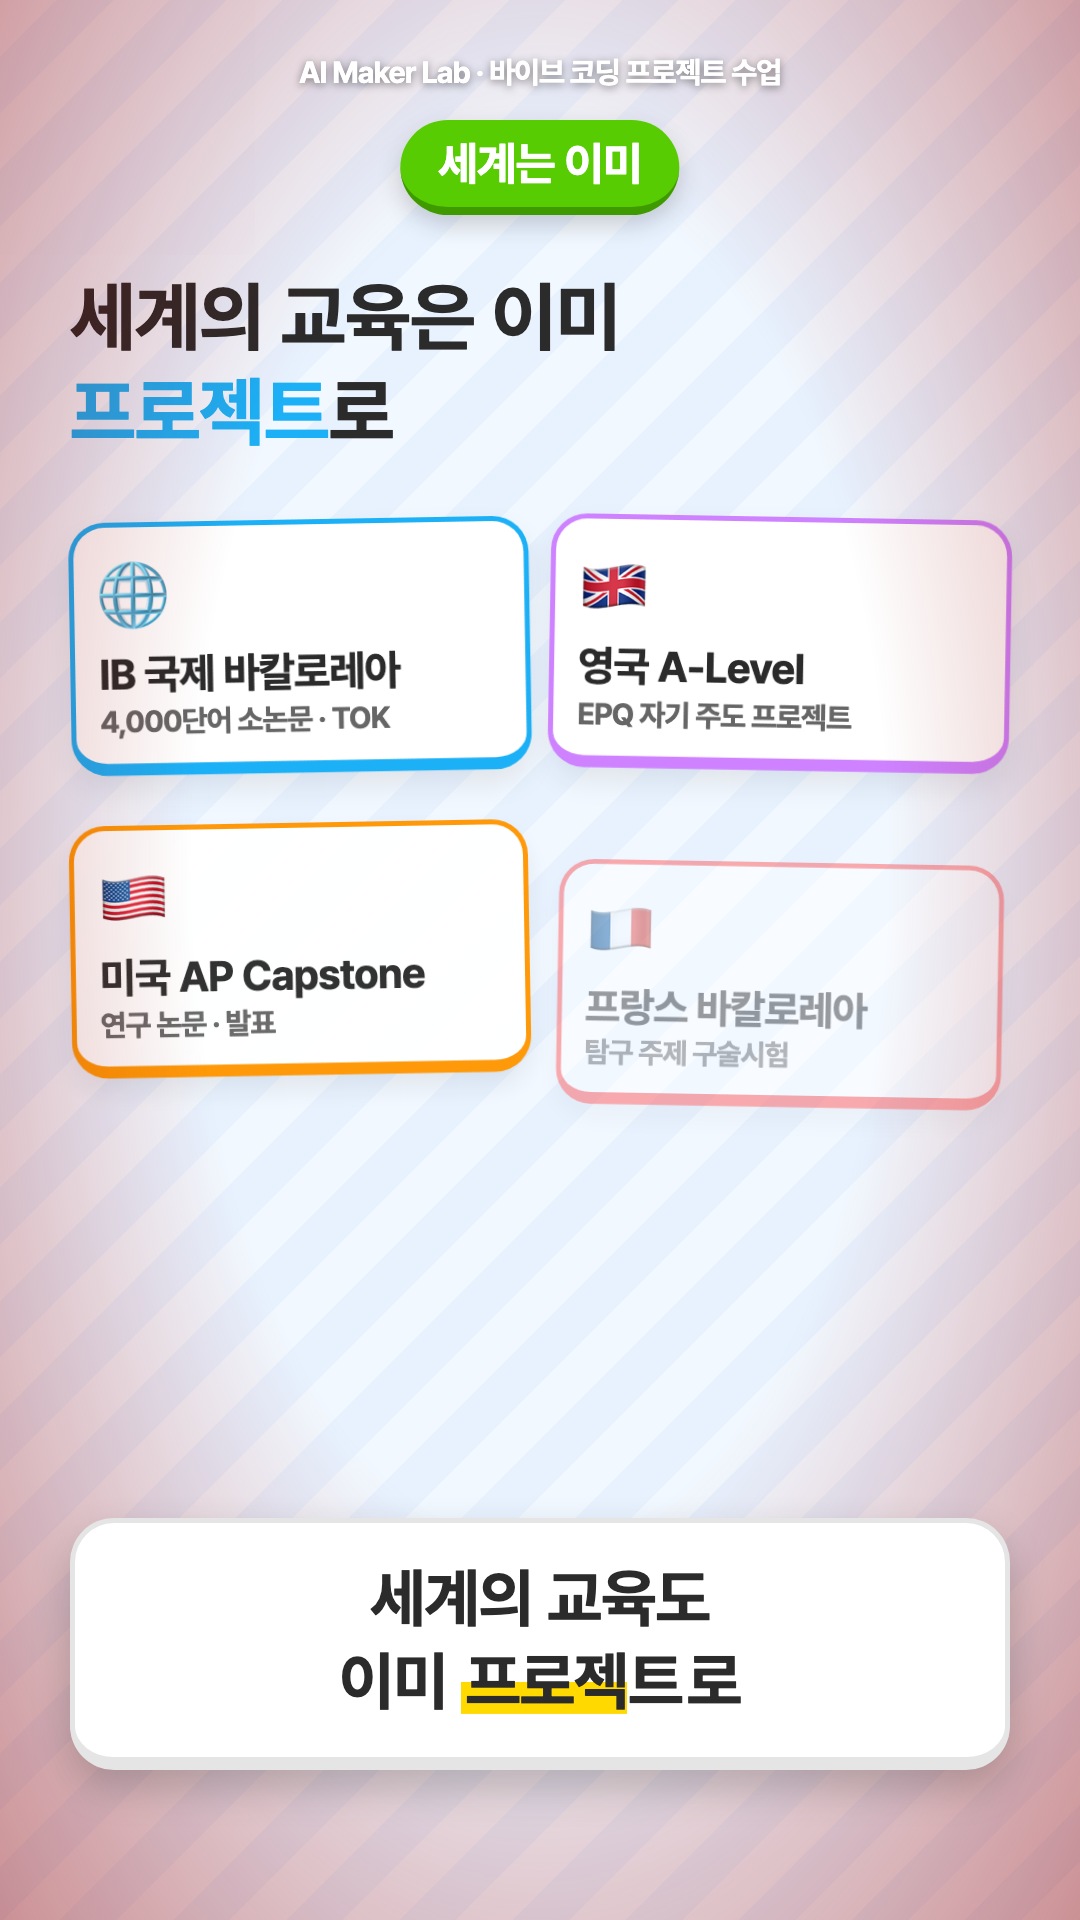 AI Maker Lab · 바이브 코딩 프로젝트 수업
세계는 이미
세계의 교육은 이미
프로젝트로
IB 국제 바칼로레아
4,000단어 소논문 · TOK
영국 A-Level
EPQ 자기 주도 프로젝트
미국 AP Capstone
연구 논문 · 발표
프랑스 바칼로레아
탐구 주제 구술시험
세계의 교육도
이미 프로젝트로